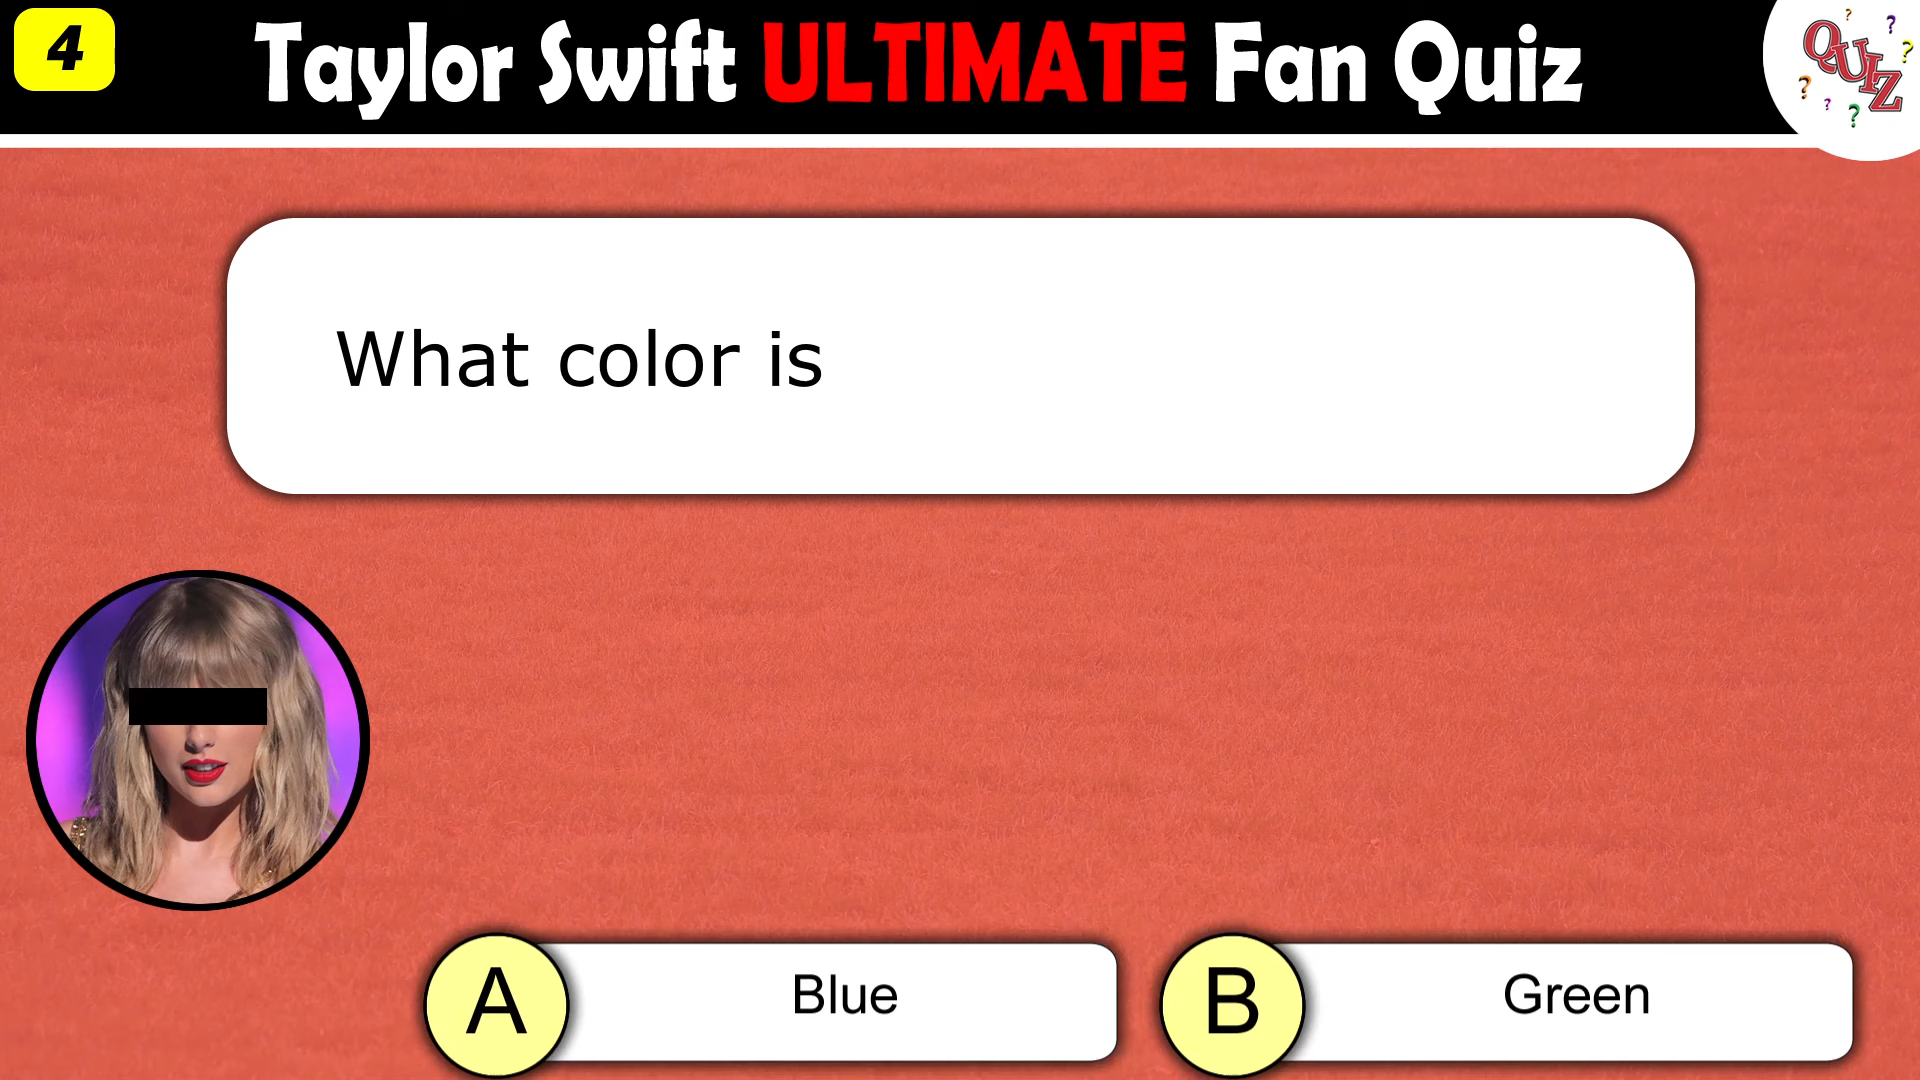 4
Taylor Swift ULTIMATE Fan Quiz
QUIZ
? ? ? ? ? ?
What color is
A Blue
B Green